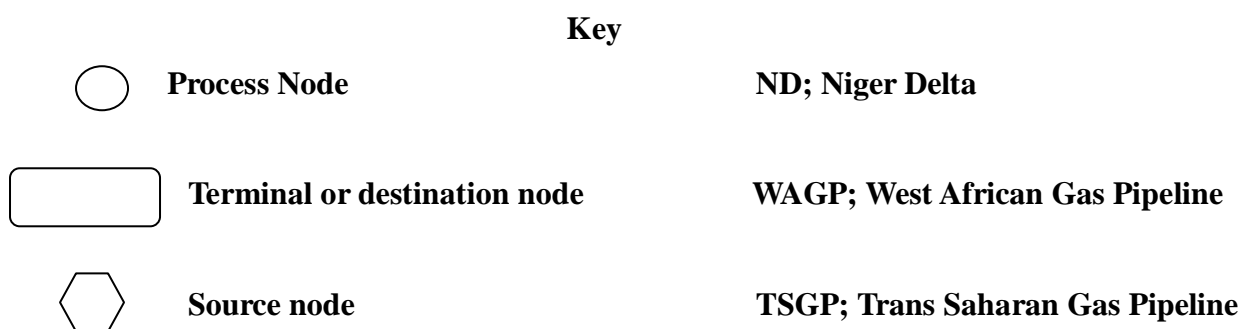 Key
Process Node ND; Niger Delta
Terminal or destination node WAGP; West African Gas Pipeline
Source node TSGP; Trans Saharan Gas Pipeline